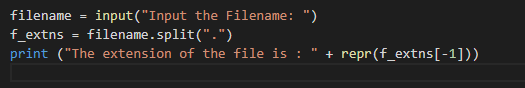 filename = input("Input the Filename: ")
f_extns = filename.split(".")
print ("The extension of the file is : " + repr(f_extns[-1]))